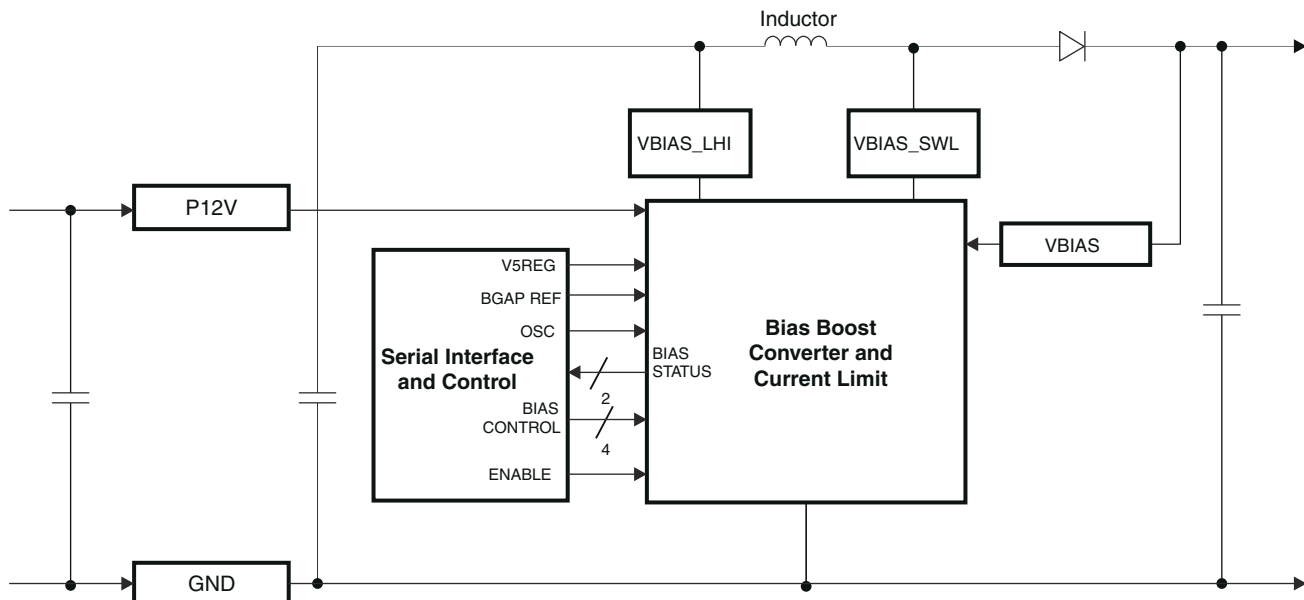 Inductor
VBIAS_LHI
VBIAS_SWL
P12V
VBIAS
V5REG
BGAP REF
OSC
Serial Interface
and Control
BIAS
STATUS
2
BIAS
CONTROL
4
ENABLE
Bias Boost
Converter and
Current Limit
GND